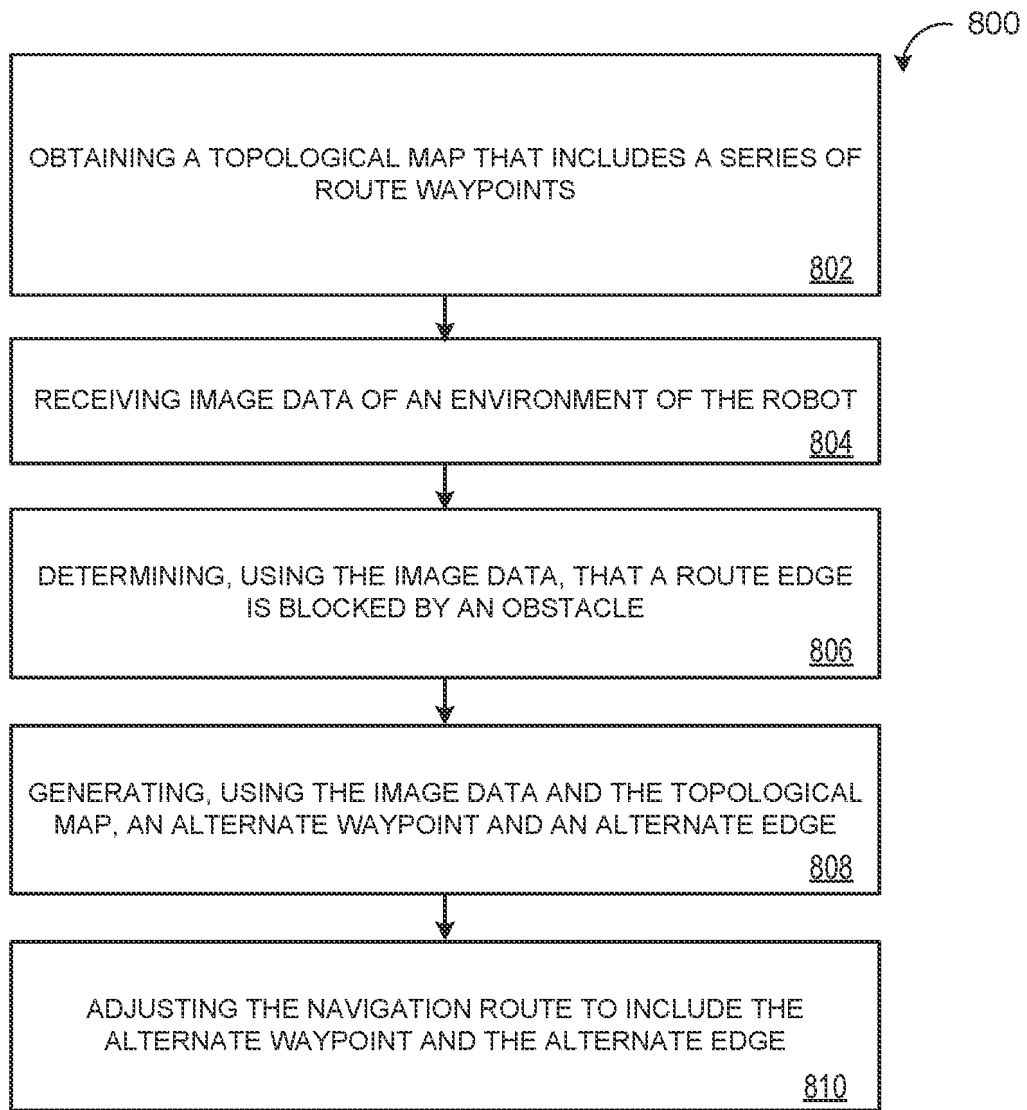 800
OBTAINING A TOPOLOGICAL MAP THAT INCLUDES A SERIES OF
ROUTE WAYPOINTS
802
RECEIVING IMAGE DATA OF AN ENVIRONMENT OF THE ROBOT
804
DETERMINING, USING THE IMAGE DATA, THAT A ROUTE EDGE
IS BLOCKED BY AN OBSTACLE
806
GENERATING, USING THE IMAGE DATA AND THE TOPOLOGICAL
MAP, AN ALTERNATE WAYPOINT AND AN ALTERNATE EDGE
808
ADJUSTING THE NAVIGATION ROUTE TO INCLUDE THE
ALTERNATE WAYPOINT AND THE ALTERNATE EDGE
810